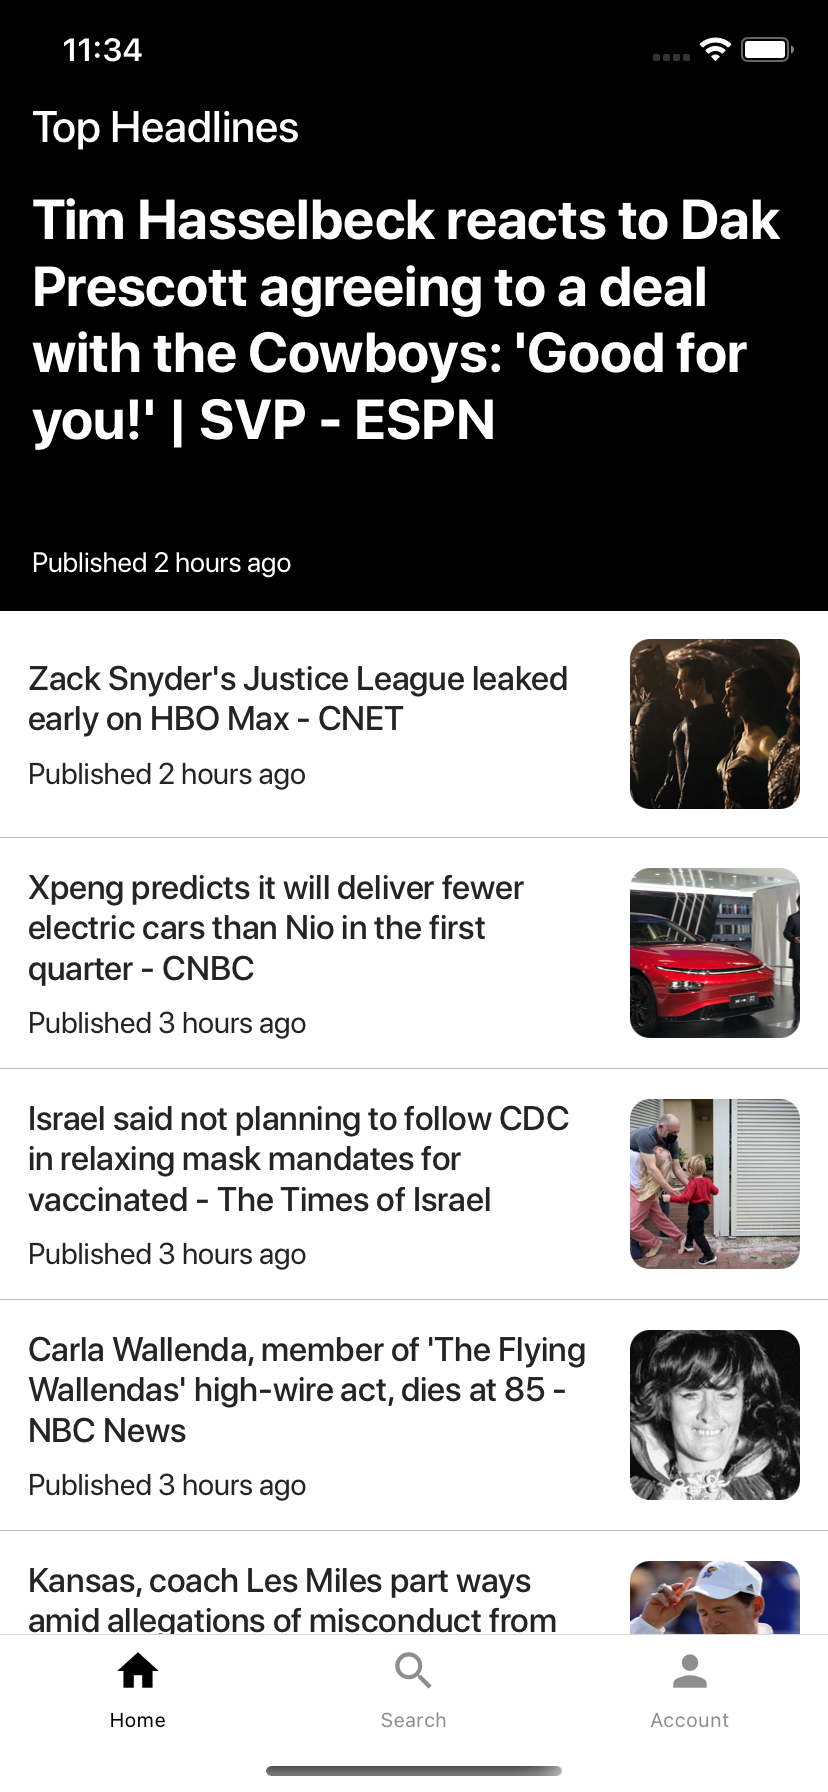 11:34
Top Headlines
Tim Hasselbeck reacts to Dak
Prescott agreeing to a deal
with the Cowboys: 'Good for
you!' | SVP - ESPN
Published 2 hours ago
Zack Snyder's Justice League leaked
early on HBO Max - CNET
Published 2 hours ago
Xpeng predicts it will deliver fewer
electric cars than Nio in the first
quarter - CNBC
Published 3 hours ago
Israel said not planning to follow CDC
in relaxing mask mandates for
vaccinated - The Times of Israel
Published 3 hours ago
Carla Wallenda, member of 'The Flying
Wallendas' high-wire act, dies at 85 -
NBC News
Published 3 hours ago
Kansas, coach Les Miles part ways
amid allegations of misconduct from
Home
Search
Account